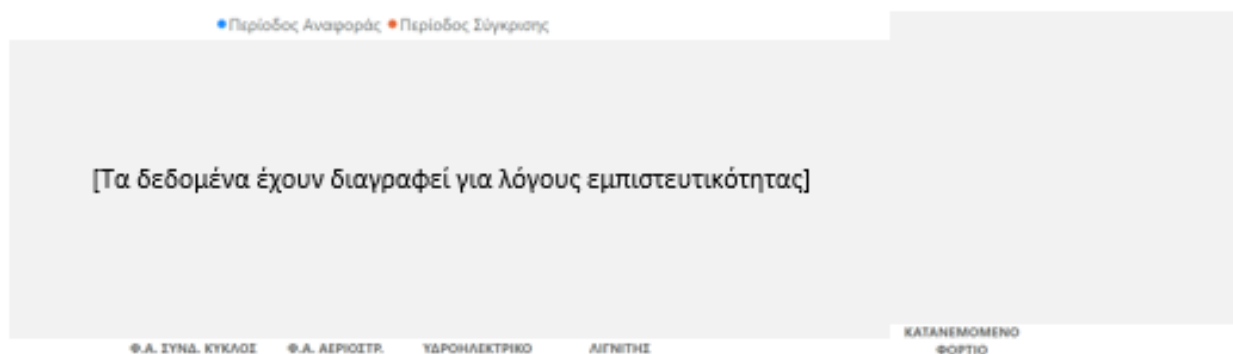 Περίοδος Αναφοράς Περίοδος Σύγκρισης
[Τα δεδομένα έχουν διαγραφεί για λόγους εμπιστευτικότητας]
Φ.Α. ΣΥΝΔ. ΚΥΚΛΟΣ Φ.Α. ΑΕΡΙΟΣΤΡ. ΥΔΡΟΗΛΕΚΤΡΙΚΟ ΛΙΓΝΙΤΗΣ
ΚΑΤΑΝΕΜΟΜΕΝΟ
ΦΟΡΤΙΟ